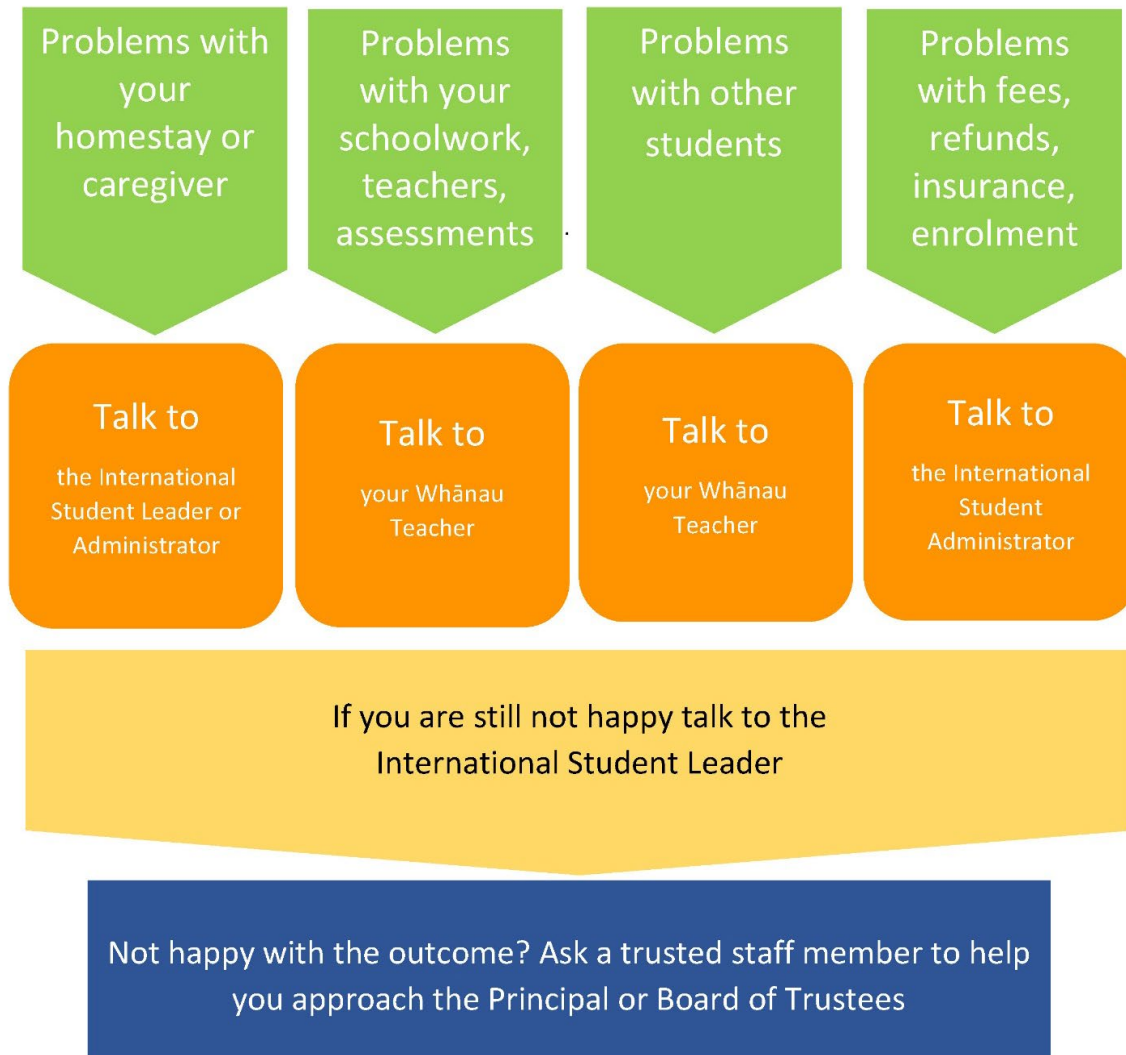 Problems with
your
homestay or
caregiver
Problems
with your
schoolwork,
teachers,
assessments
.
Problems
with other
students
Problems
with fees,
refunds,
insurance,
enrolment
Talk to
the International
Student Leader or
Administrator
Talk to
your Whānau
Teacher
Talk to
your Whānau
Teacher
Talk to
the International
Student
Administrator
If you are still not happy talk to the
International Student Leader
Not happy with the outcome? Ask a trusted staff member to help
you approach the Principal or Board of Trustees